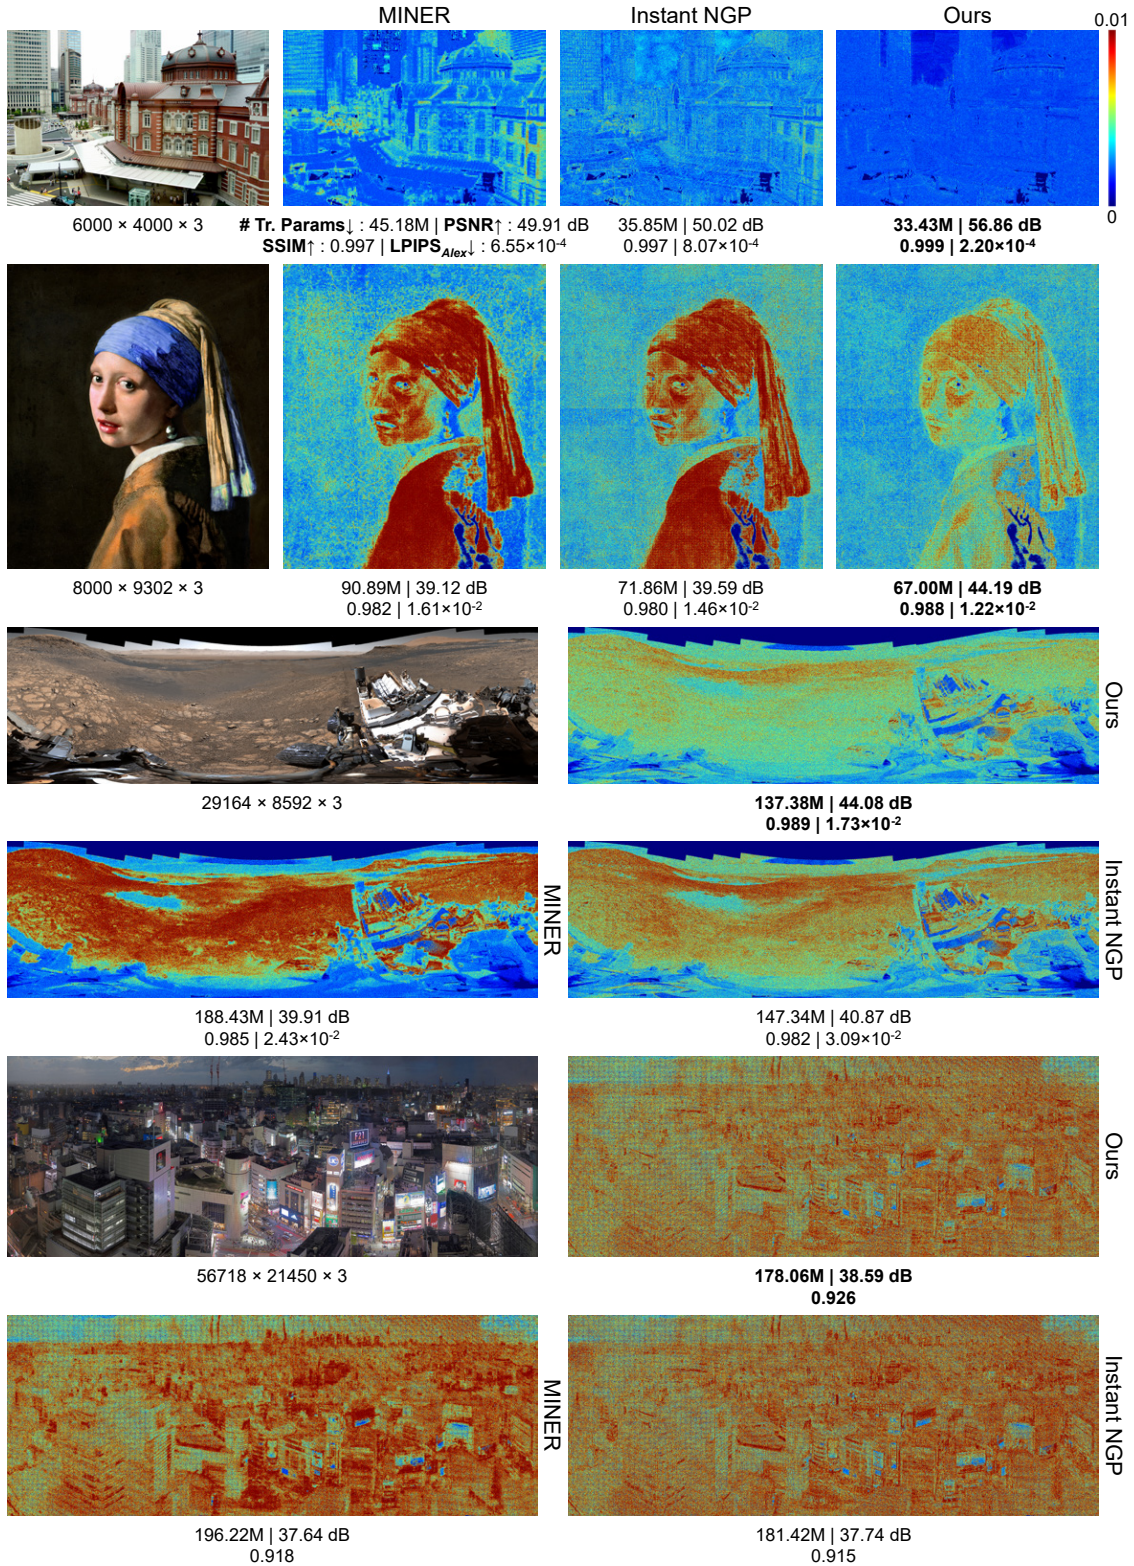 MINER Instant NGP Ours
0.01
0
6000 × 4000 × 3 # Tr. Params↓ : 45.18M | PSNR↑ : 49.91 dB 35.85M | 50.02 dB 33.43M | 56.86 dB
SSIM↑ : 0.997 | LPIPS_Alex↓ : 6.55×10⁻⁴ 0.997 | 8.07×10⁻⁴ 0.999 | 2.20×10⁻⁴
8000 × 9302 × 3 90.89M | 39.12 dB 71.86M | 39.59 dB 67.00M | 44.19 dB
0.982 | 1.61×10⁻² 0.980 | 1.46×10⁻² 0.988 | 1.22×10⁻²
Ours
29164 × 8592 × 3 137.38M | 44.08 dB
0.989 | 1.73×10⁻²
MINER
Instant NGP
188.43M | 39.91 dB 147.34M | 40.87 dB
0.985 | 2.43×10⁻² 0.982 | 3.09×10⁻²
Ours
56718 × 21450 × 3 178.06M | 38.59 dB
0.926
MINER
Instant NGP
196.22M | 37.64 dB 181.42M | 37.74 dB
0.918 0.915